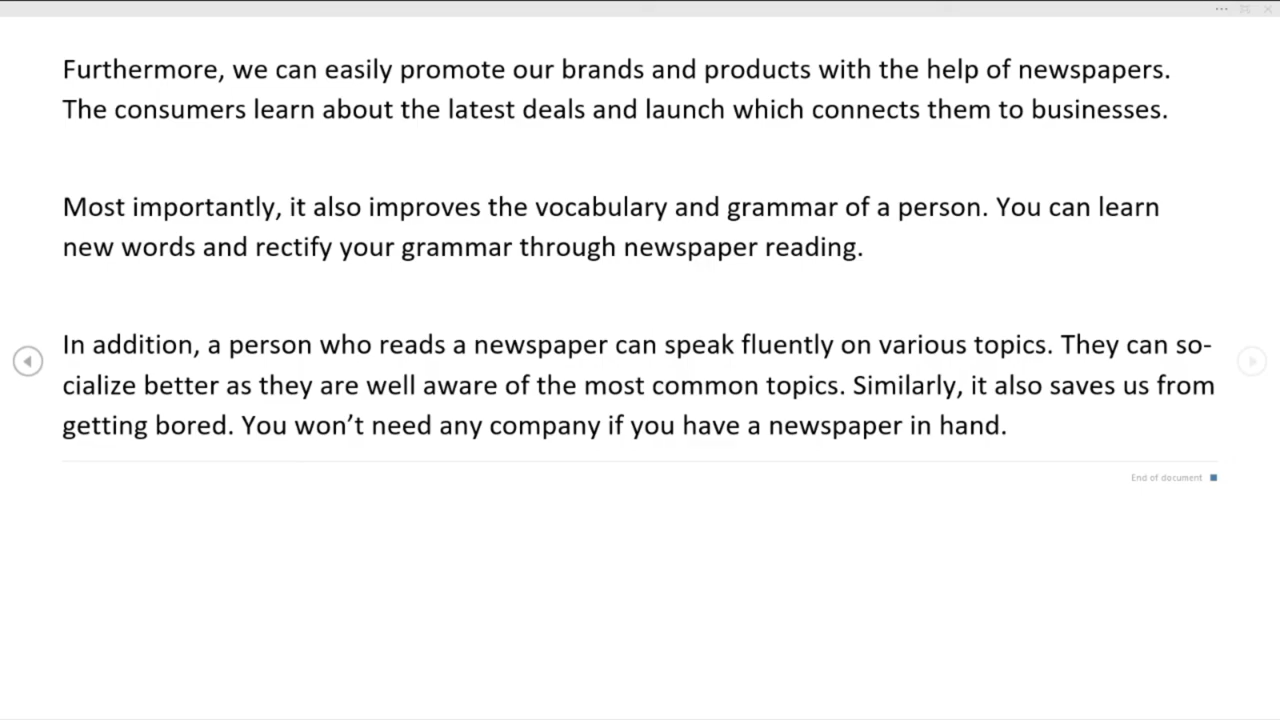 Furthermore, we can easily promote our brands and products with the help of newspapers.
The consumers learn about the latest deals and launch which connects them to businesses.
Most importantly, it also improves the vocabulary and grammar of a person. You can learn
new words and rectify your grammar through newspaper reading.
In addition, a person who reads a newspaper can speak fluently on various topics. They can so-
cialize better as they are well aware of the most common topics. Similarly, it also saves us from
getting bored. You won’t need any company if you have a newspaper in hand.
End of document